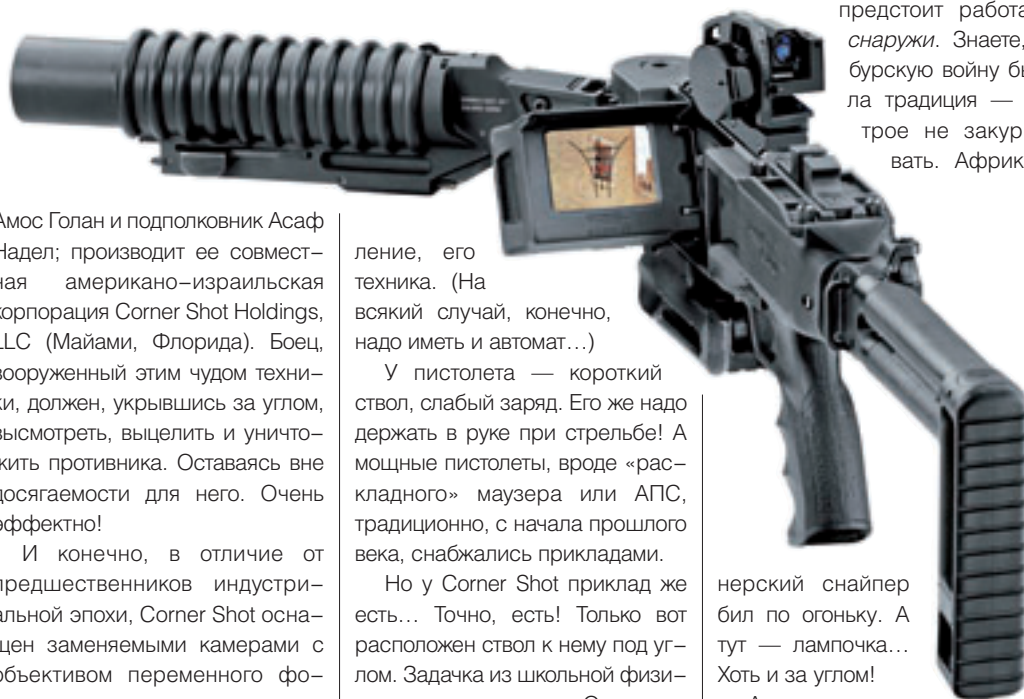 Амос Голан и подполковник Асаф
Надел; производит ее совмест-
ная американо-израильская
корпорация Corner Shot Holdings,
LLC (Майами, Флорида). Боец,
вооруженный этим чудом техни-
ки, должен, укрывшись за углом,
высмотреть, выцелить и уничто-
жить противника. Оставаясь вне
досягаемости для него. Очень
эффектно!
И конечно, в отличие от
предшественников индустри-
альной эпохи, Corner Shot осна-
щен заменяемыми камерами с
объективом переменного фо-
ление, его
техника. (На
всякий случай, конечно,
надо иметь и автомат…)
У пистолета — короткий
ствол, слабый заряд. Его же надо
держать в руке при стрельбе! А
мощные пистолеты, вроде «рас-
кладного» маузера или АПС,
традиционно, с начала прошлого
века, снабжались прикладами.
Но у Corner Shot приклад же
есть… Точно, есть! Только вот
расположен ствол к нему под уг-
лом. Задачка из школьной физи-
предстоит работа
снаружи. Знаете,
бурскую войну бы
ла традиция —
трое не закур
вать. Африк
нерский снайпер
бил по огоньку. А
тут — лампочка…
Хоть и за углом!